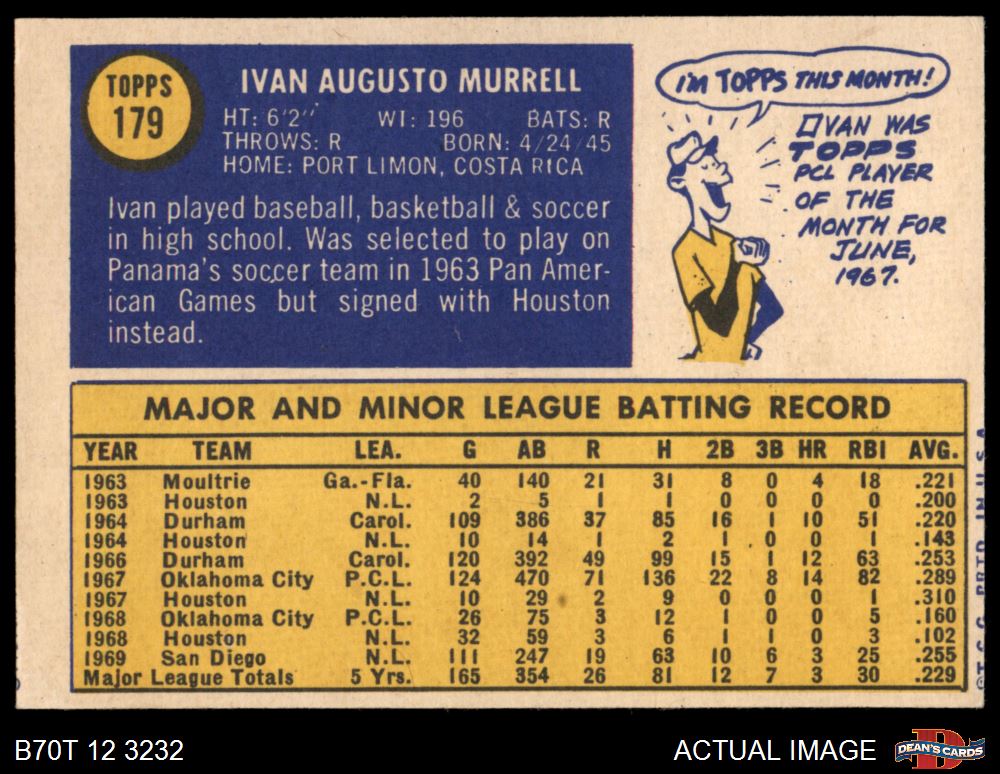 TOPPS
179
IVAN AUGUSTO MURRELL
HT: 6'2" WT: 196 BATS: R
THROWS: R BORN: 4/24/45
HOME: PORT LIMON, COSTA RICA
Ivan played baseball, basketball & soccer
in high school. Was selected to play on
Panama's soccer team in 1963 Pan Amer-
ican Games but signed with Houston
instead.
I'M TOPPS THIS MONTH!
IVAN WAS
TOPPS
PCL PLAYER
OF THE
MONTH FOR
JUNE,
1967.
MAJOR AND MINOR LEAGUE BATTING RECORD
YEAR TEAM LEA. G AB R H 2B 3B HR RBI AVG.
1963 Moultrie Ga.-Fla. 40 140 21 31 8 0 4 18 .221
1963 Houston N.L. 2 5 1 1 0 0 0 0 .200
1964 Durham Carol. 109 386 37 85 16 1 10 51 .220
1964 Houston N.L. 10 14 1 2 1 0 0 1 .143
1966 Durham Carol. 120 392 49 99 15 1 12 63 .253
1967 Oklahoma City P.C.L. 124 470 71 136 22 8 14 82 .289
1967 Houston N.L. 10 29 2 9 0 0 0 1 .310
1968 Oklahoma City P.C.L. 26 75 3 12 1 0 0 5 .160
1968 Houston N.L. 32 59 3 6 1 1 0 3 .102
1969 San Diego N.L. 111 247 19 63 10 6 3 25 .255
Major League Totals 5 Yrs. 165 354 26 81 12 7 3 30 .229
©T.C.G. PRTD. IN U.S.A.
B70T 12 3232
ACTUAL IMAGE
D
DEAN'S CARDS